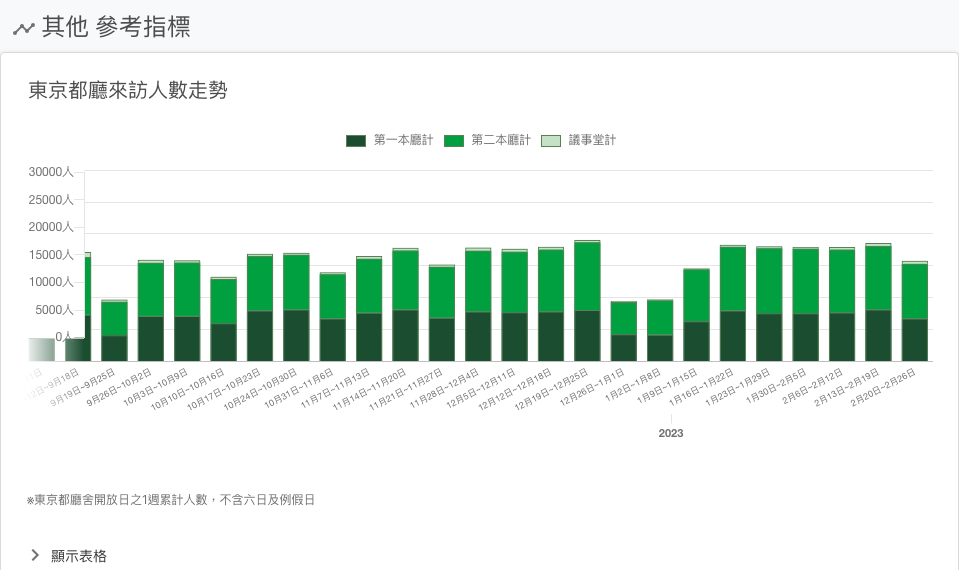 其他 參考指標
東京都廳來訪人數走勢
第一本廳計 第二本廳計 議事堂計
30000人
25000人
20000人
15000人
10000人
5000人
0人
9月19日~9月25日
9月26日~10月2日
10月3日~10月9日
10月10日~10月16日
10月17日~10月23日
10月24日~10月30日
10月31日~11月6日
11月7日~11月13日
11月14日~11月20日
11月21日~11月27日
11月28日~12月4日
12月5日~12月11日
12月12日~12月18日
12月19日~12月25日
12月26日~1月1日
1月2日~1月8日
1月9日~1月15日
1月16日~1月22日
1月23日~1月29日
1月30日~2月5日
2月6日~2月12日
2月13日~2月19日
2月20日~2月26日
2023
※東京都廳舍開放日之1週累計人數，不含六日及例假日
顯示表格